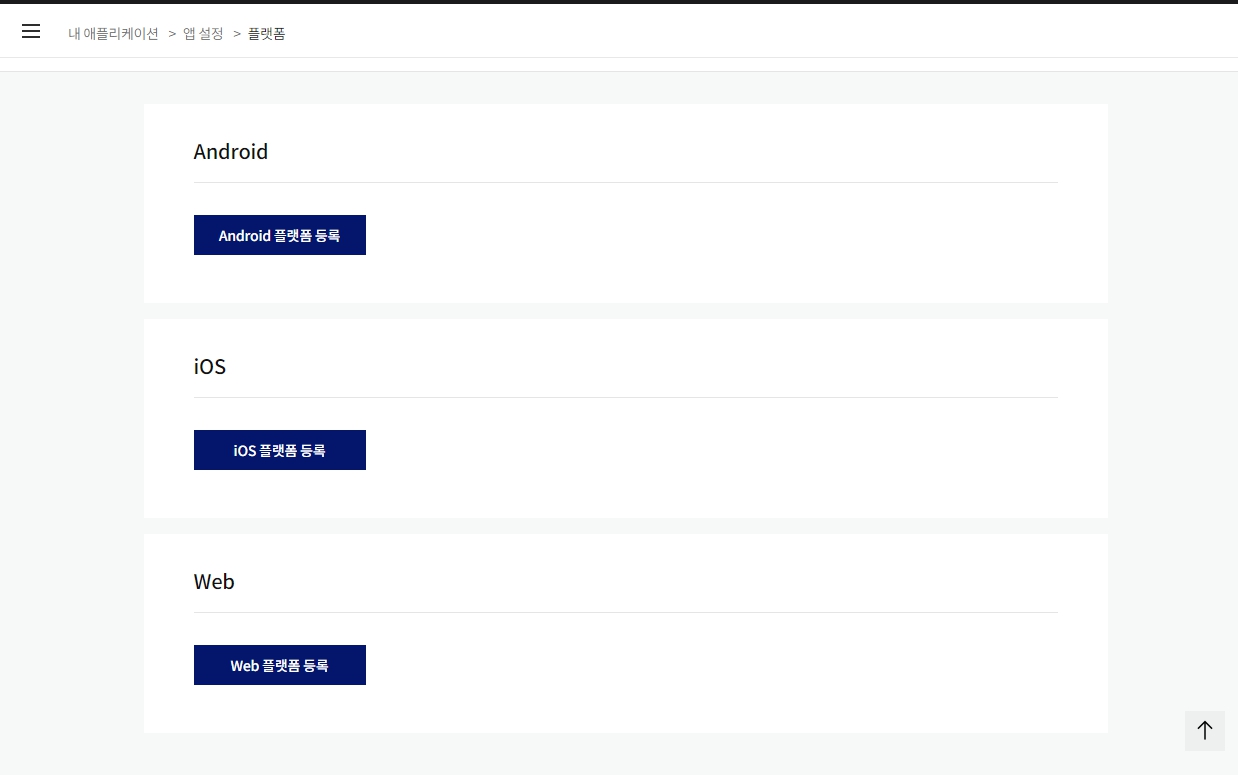 내 애플리케이션 > 앱 설정 > 플랫폼
Android
Android 플랫폼 등록
iOS
iOS 플랫폼 등록
Web
Web 플랫폼 등록